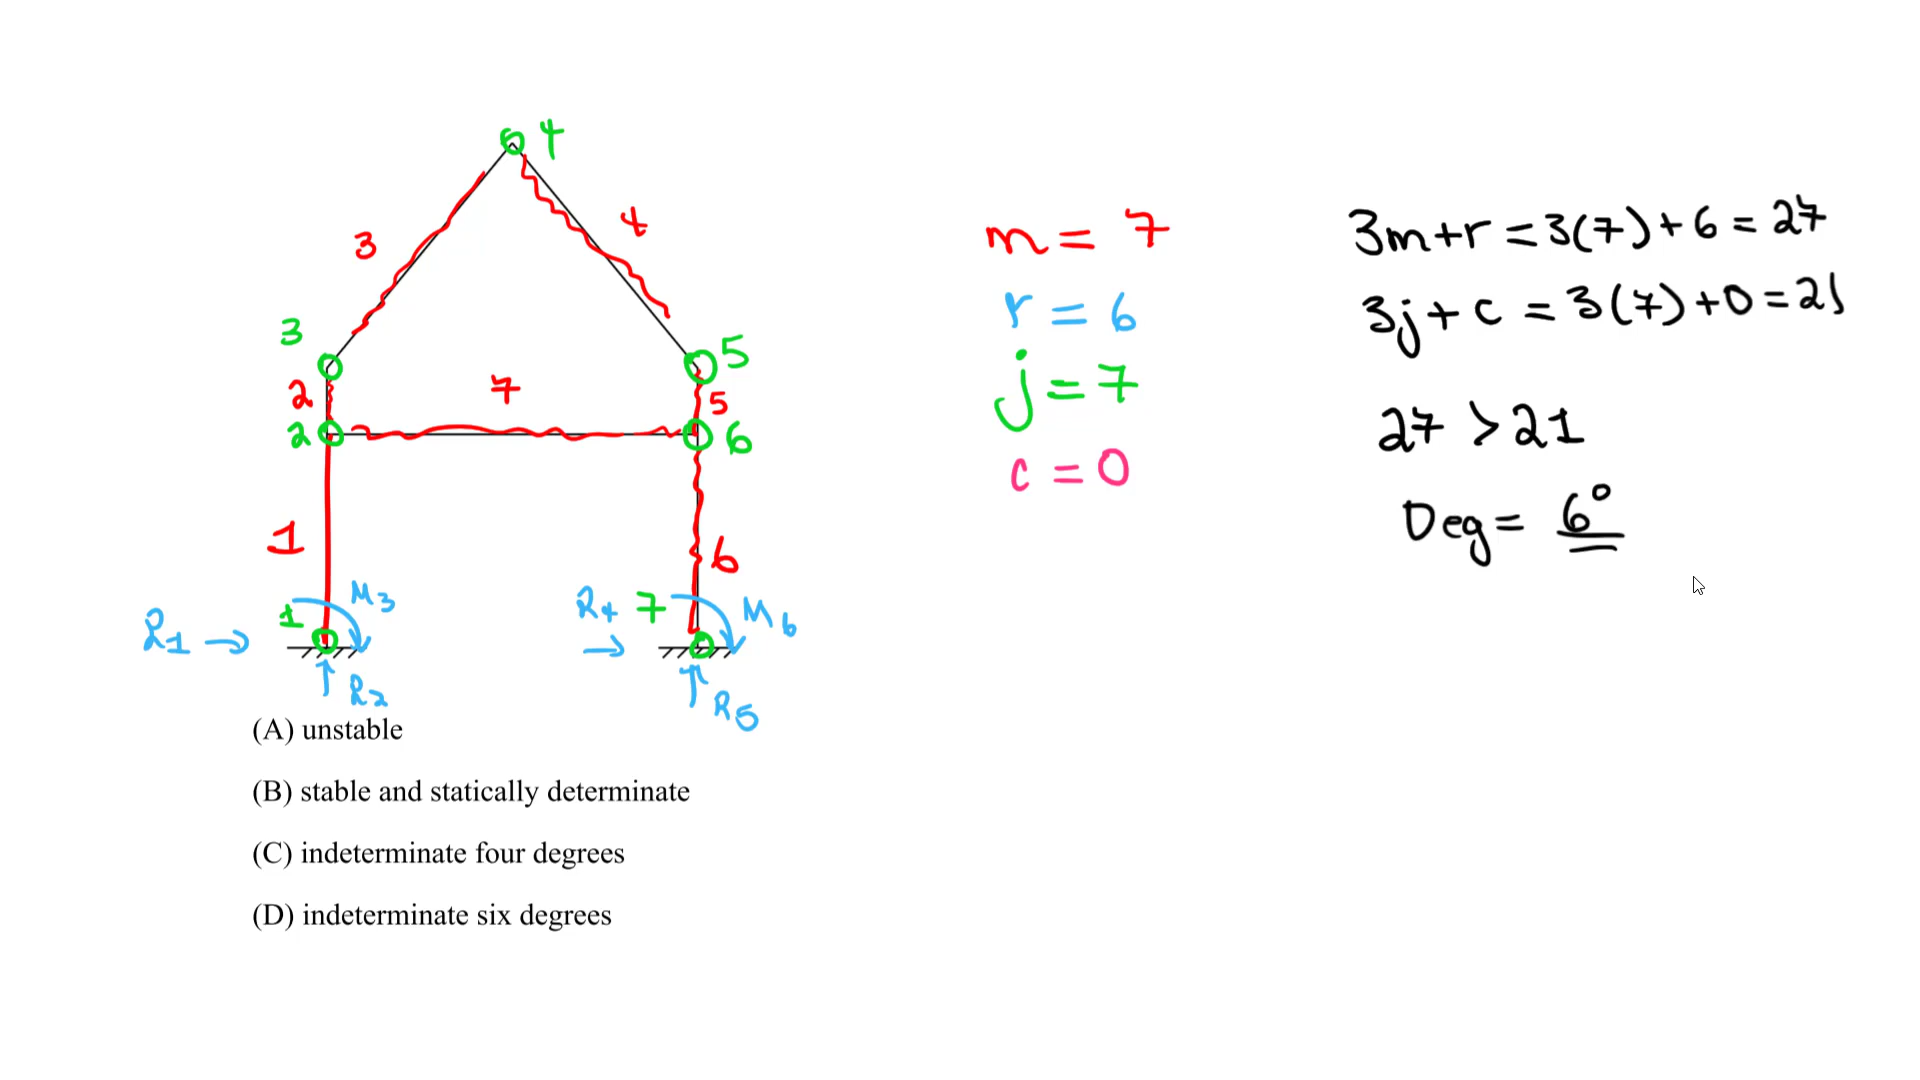 4
3
4
3
5
2
7
5
2
6
1
6
M3
R4
7
M6
1
R1 →
→
↑ R2
↑ R5
(A) unstable
(B) stable and statically determinate
(C) indeterminate four degrees
(D) indeterminate six degrees
m = 7
r = 6
j = 7
c = 0
3m+r = 3(7)+6 = 27
3j+c = 3(7)+0 = 21
27 > 21
Deg = 6°